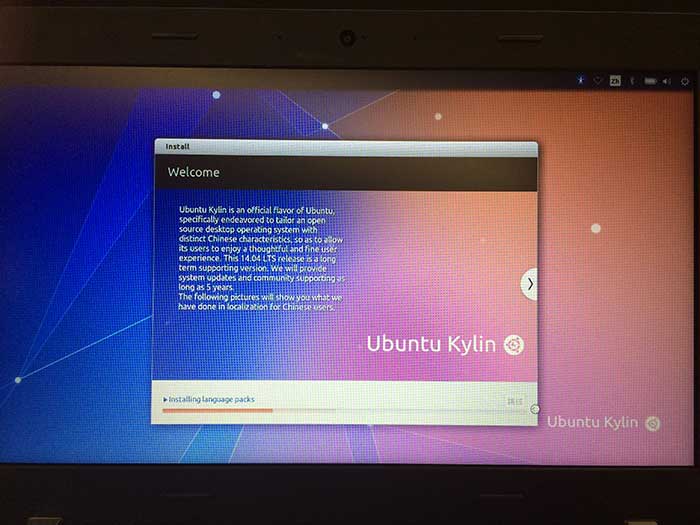 Zh
Install
Welcome
Ubuntu Kylin is an official flavor of Ubuntu,
specifically endeavored to tailor an open
source desktop operating system with
distinct Chinese characteristics, so as to allow
its users to enjoy a thoughtful and fine user
experience. This 14.04 LTS release is a long
term supporting version. We will provide
system updates and community supporting as
long as 5 years.
The following pictures will show you what we
have done in localization for Chinese users.
Ubuntu Kylin
Installing language packs
Ubuntu Kylin